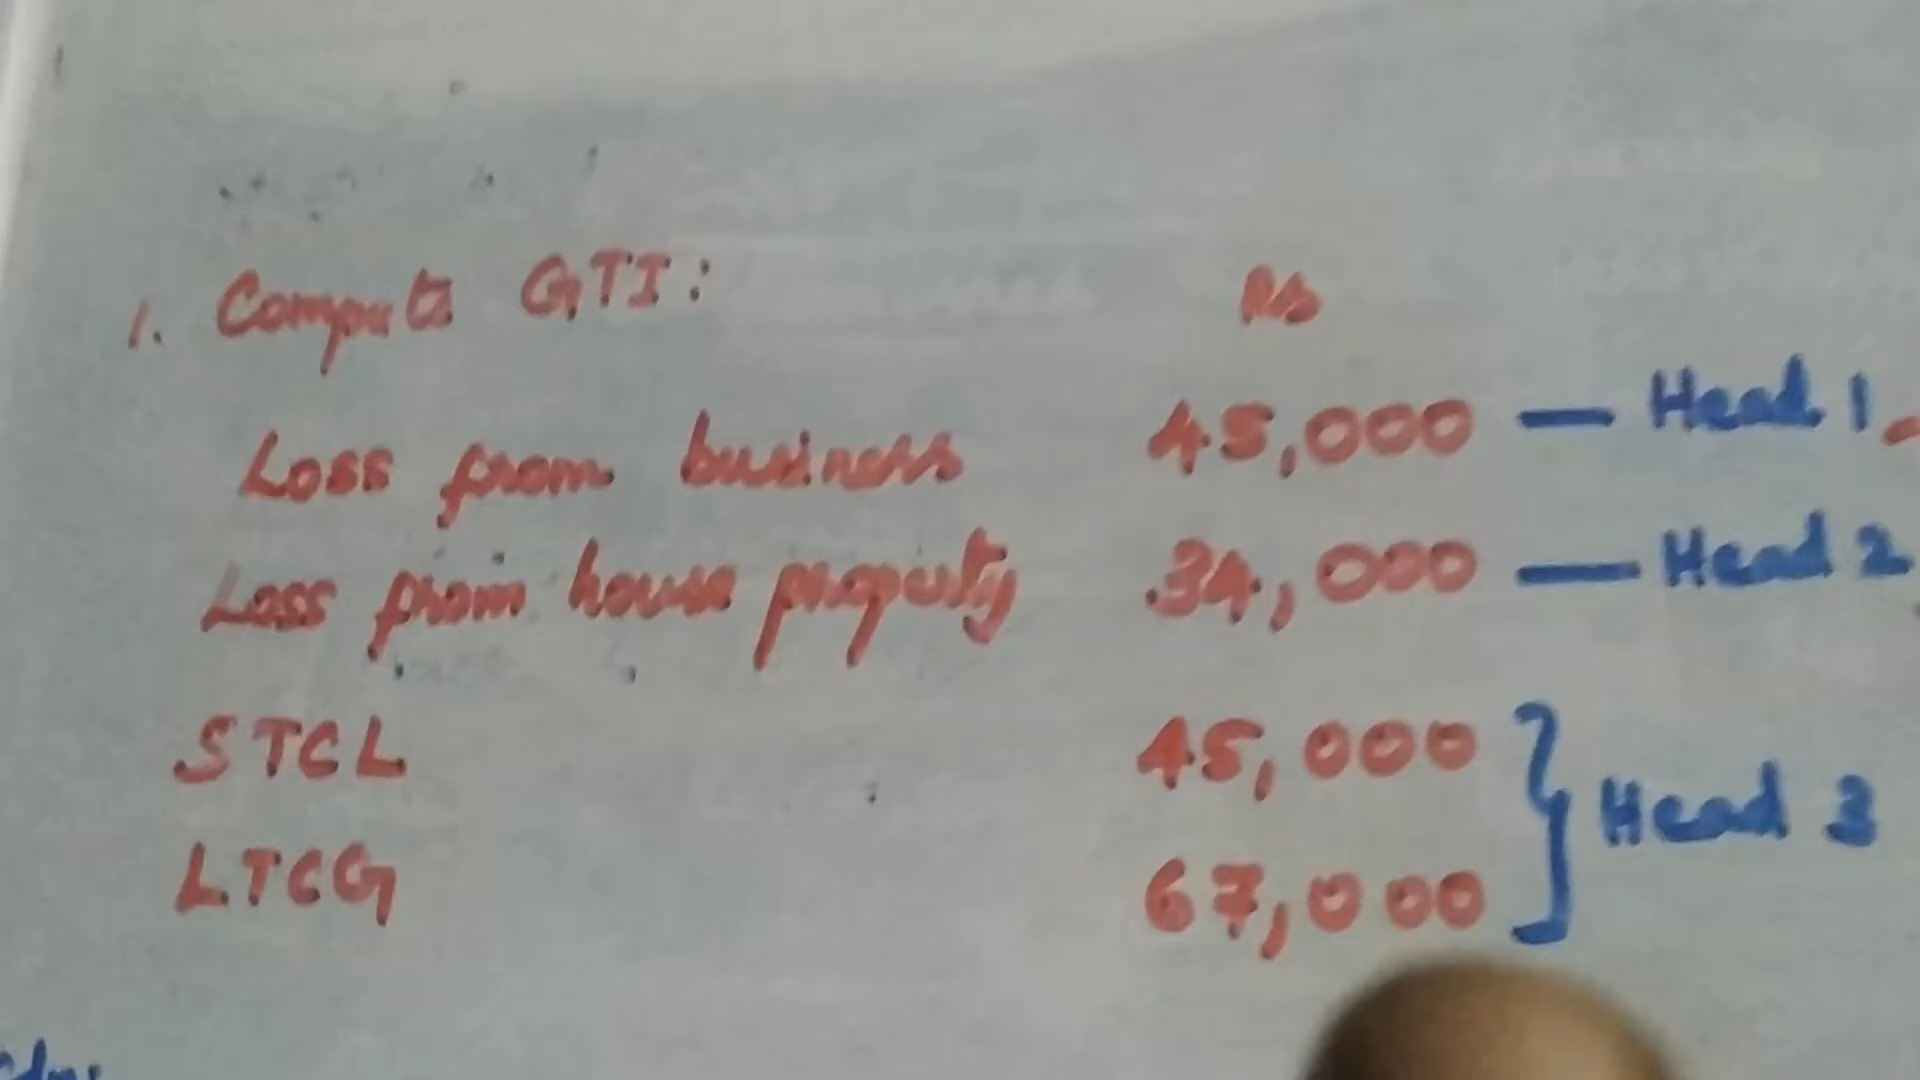 1. Compute GTI: Rs
Loss from business 45,000 — Head 1
Loss from house property 34,000 — Head 2
STCL 45,000
Head 3
LTCG 67,000